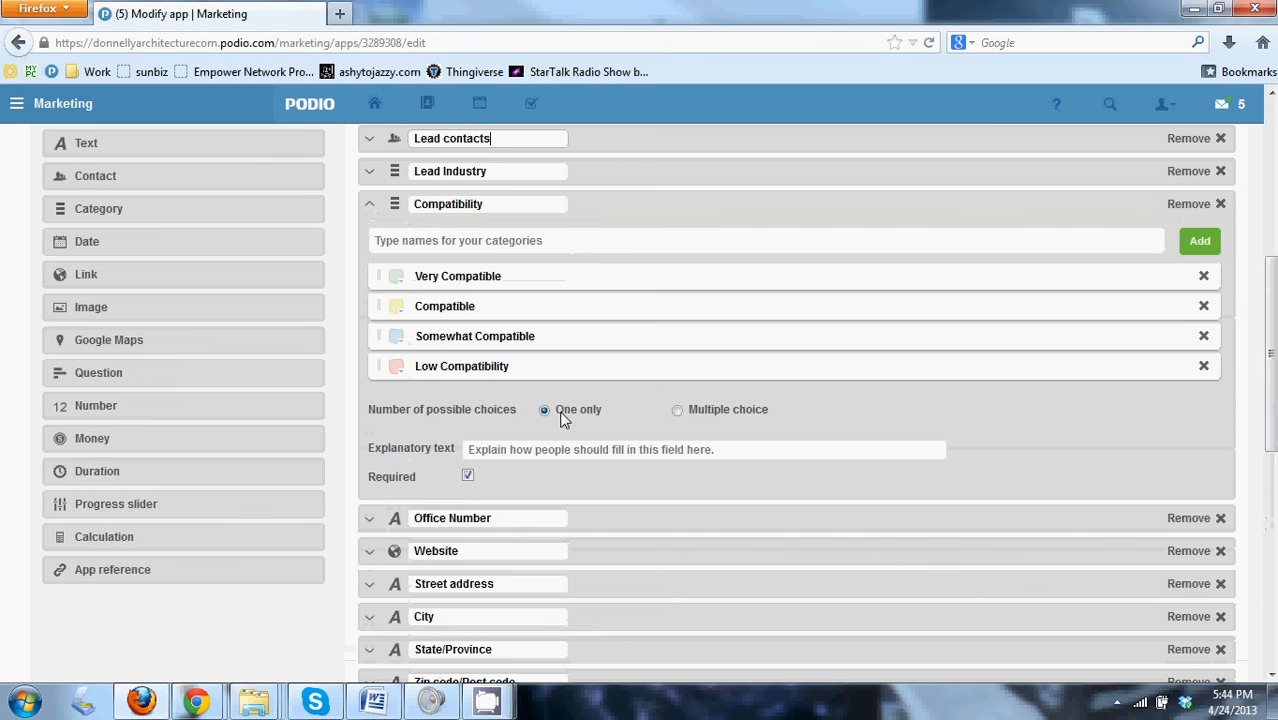 Firefox
(5) Modify app | Marketing
https://donnellyarchitecturecom.podio.com/marketing/apps/3289308/edit
Google
Work
sunbiz
Empower Network Pro...
ashytojazzy.com
Thingiverse
StarTalk Radio Show b...
Bookmarks
Marketing
PODIO
?
5
Text
Contact
Category
Date
Link
Image
Google Maps
Question
12 Number
Money
Duration
Progress slider
Calculation
App reference
Lead contacts
Remove
Lead Industry
Remove
Compatibility
Remove
Type names for your categories
Add
Very Compatible
Compatible
Somewhat Compatible
Low Compatibility
Number of possible choices
One only
Multiple choice
Explanatory text
Explain how people should fill in this field here.
Required
Office Number
Remove
Website
Remove
Street address
Remove
City
Remove
State/Province
Remove
Zip code/Post code
5:44 PM
4/24/2013